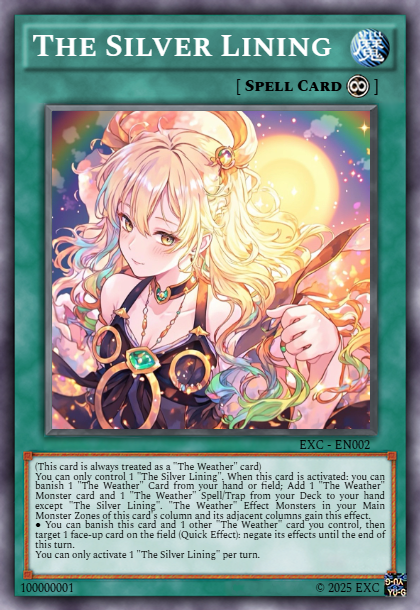 THE SILVER LINING
魔
[ SPELL CARD ]
EXC - EN002
(This card is always treated as a "The Weather" card)
You can only control 1 "The Silver Lining". When this card is activated: you can
banish 1 "The Weather" Card from your hand or field; Add 1 "The Weather"
Monster card and 1 "The Weather" Spell/Trap from your Deck to your hand
except "The Silver Lining". "The Weather" Effect Monsters in your Main
Monster Zones of this card's column and its adjacent columns gain this effect.
● You can banish this card and 1 other "The Weather" card you control, then
target 1 face-up card on the field (Quick Effect): negate its effects until the end of
this turn.
You can only activate 1 "The Silver Lining" per turn.
100000001
© 2025 EXC